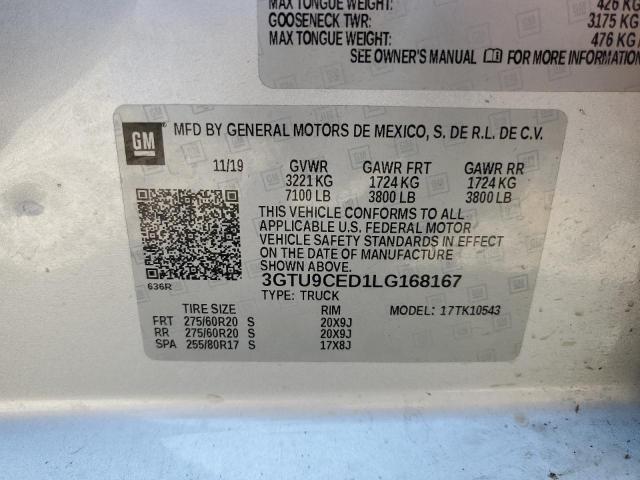 MAX TONGUE WEIGHT: 426 KG
GOOSENECK TWR: 3175 KG
MAX TONGUE WEIGHT: 476 KG
SEE OWNER'S MANUAL FOR MORE INFORMATION
GM MFD BY GENERAL MOTORS DE MEXICO, S. DE R.L. DE C.V.
11/19 GVWR GAWR FRT GAWR RR
3221 KG 1724 KG 1724 KG
7100 LB 3800 LB 3800 LB
THIS VEHICLE CONFORMS TO ALL
APPLICABLE U.S. FEDERAL MOTOR
VEHICLE SAFETY STANDARDS IN EFFECT
ON THE DATE OF MANUFACTURE
SHOWN ABOVE.
636R 3GTU9CED1LG168167
TYPE: TRUCK
TIRE SIZE RIM MODEL: 17TK10543
FRT 275/60R20 S 20X9J
RR 275/60R20 S 20X9J
SPA 255/80R17 S 17X8J